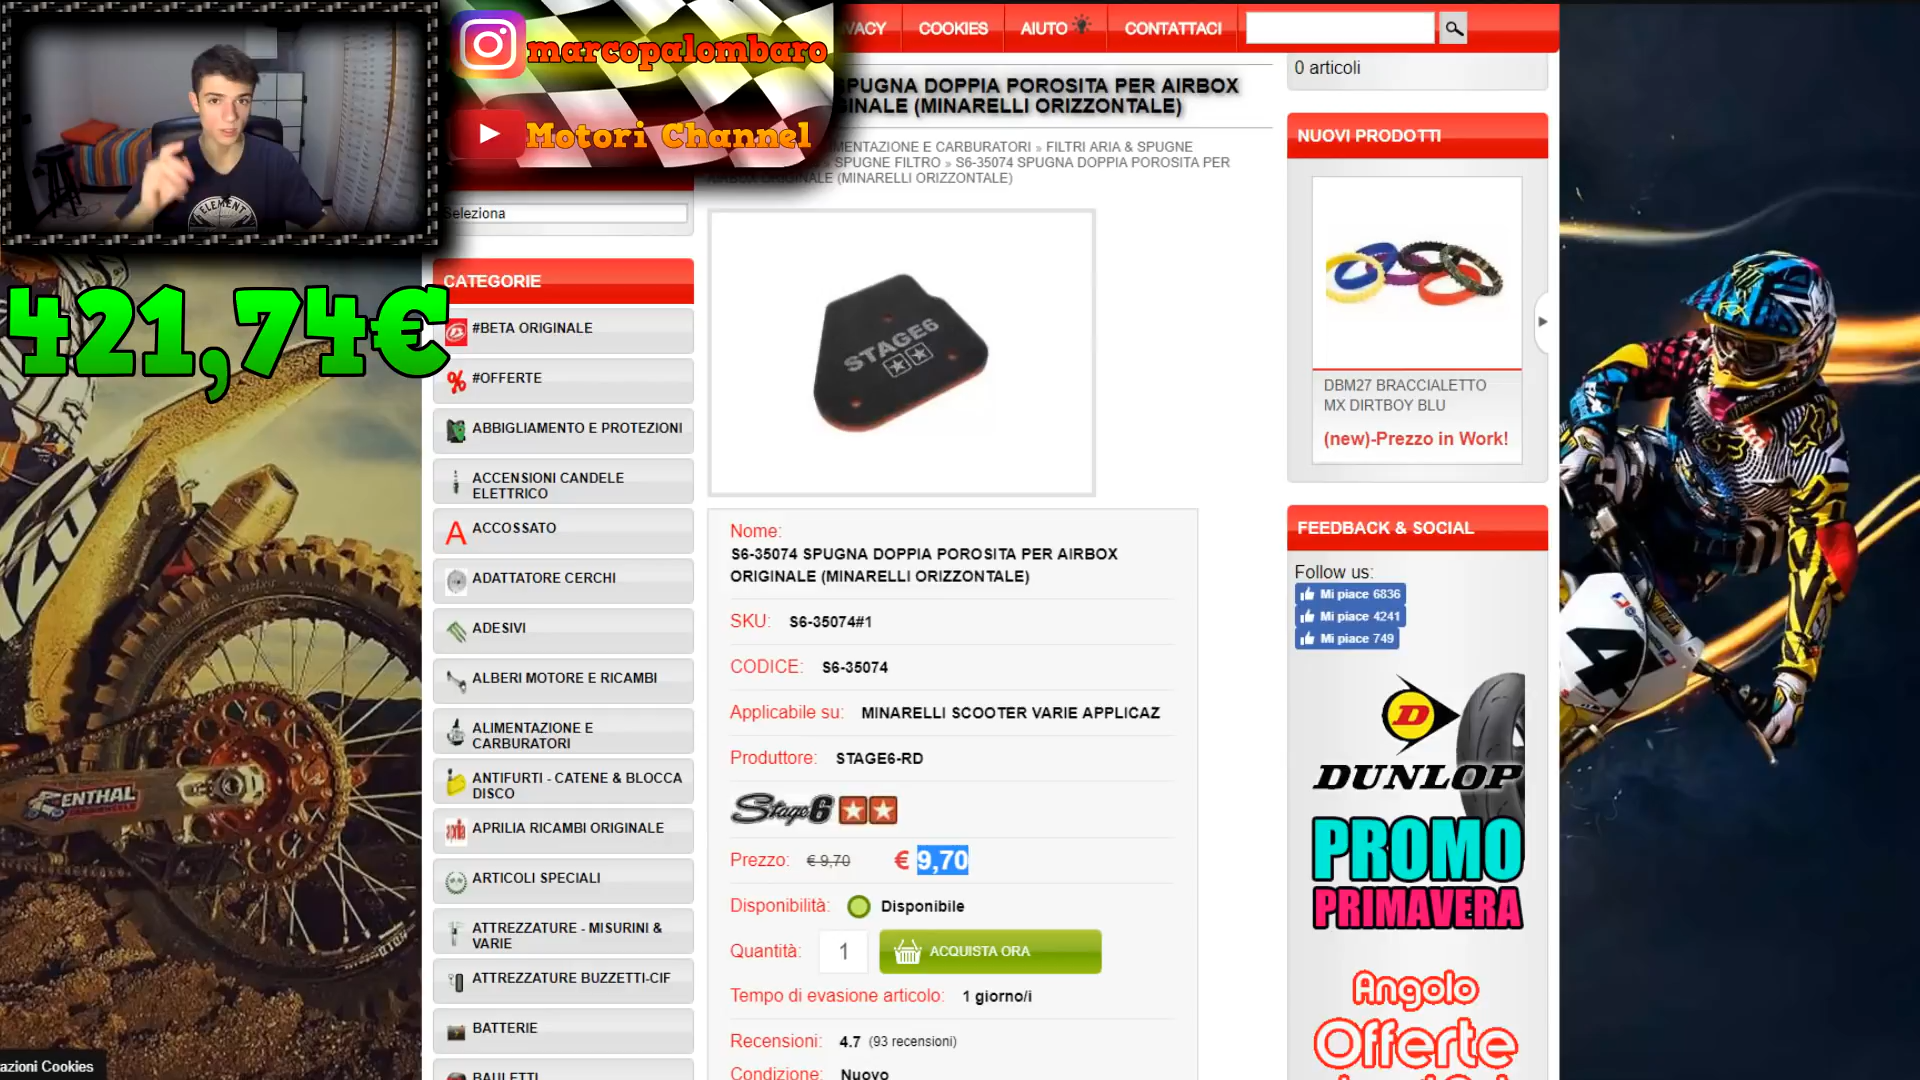 marcopalombaro
Motori Channel
ELEMENT
421,74€
VACY
COOKIES
AIUTO
CONTATTACI
PUGNA DOPPIA POROSITA PER AIRBOX
GINALE (MINARELLI ORIZZONTALE)
MENTAZIONE E CARBURATORI » FILTRI ARIA & SPUGNE
» SPUGNE FILTRO » S6-35074 SPUGNA DOPPIA POROSITA PER
AIRBOX ORIGINALE (MINARELLI ORIZZONTALE)
Seleziona
CATEGORIE
#BETA ORIGINALE
#OFFERTE
ABBIGLIAMENTO E PROTEZIONI
ACCENSIONI CANDELE
ELETTRICO
ACCOSSATO
ADATTATORE CERCHI
ADESIVI
ALBERI MOTORE E RICAMBI
ALIMENTAZIONE E
CARBURATORI
ANTIFURTI - CATENE & BLOCCA
DISCO
APRILIA RICAMBI ORIGINALE
ARTICOLI SPECIALI
ATTREZZATURE - MISURINI &
VARIE
ATTREZZATURE BUZZETTI-CIF
BATTERIE
BAULETTI
azioni Cookies
STAGE6
Nome:
S6-35074 SPUGNA DOPPIA POROSITA PER AIRBOX
ORIGINALE (MINARELLI ORIZZONTALE)
SKU: S6-35074#1
CODICE: S6-35074
Applicabile su: MINARELLI SCOOTER VARIE APPLICAZ
Produttore: STAGE6-RD
Stage6
Prezzo: € 9,70 € 9,70
Disponibilità: Disponibile
Quantità: 1 ACQUISTA ORA
Tempo di evasione articolo: 1 giorno/i
Recensioni: 4.7 (93 recensioni)
Condizione: Nuovo
0 articoli
NUOVI PRODOTTI
DBM27 BRACCIALETTO
MX DIRTBOY BLU
(new)-Prezzo in Work!
FEEDBACK & SOCIAL
Follow us:
Mi piace 6836
Mi piace 4241
Mi piace 749
D
DUNLOP
PROMO
PRIMAVERA
Angolo
Offerte
ENTHAL
4